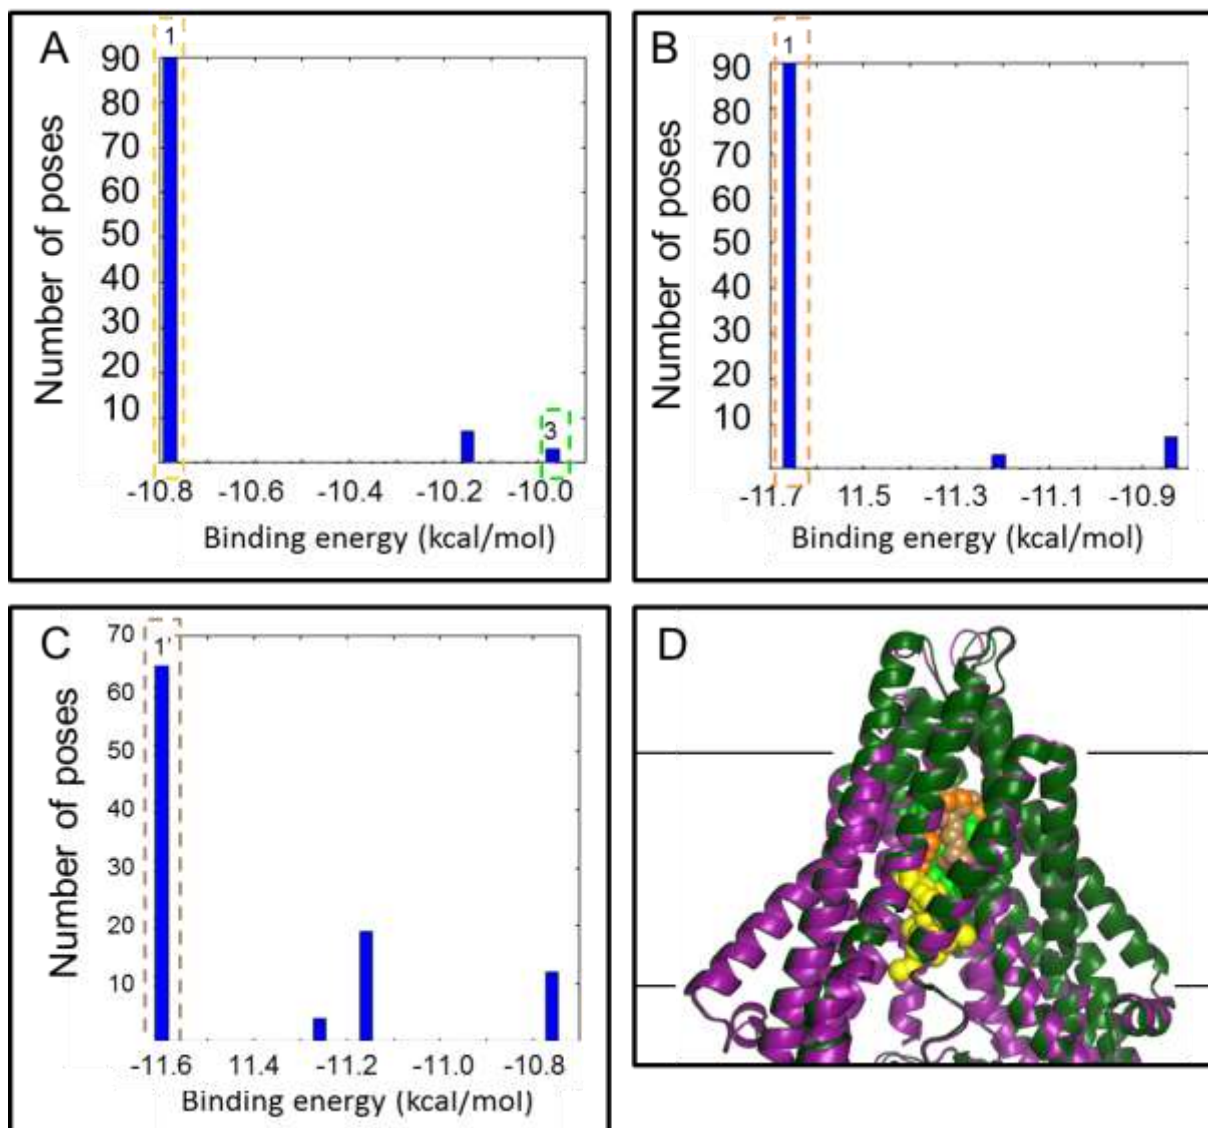 A
1
90
80
70
60
50
40
30
20
10
3
-10.8 -10.6 -10.4 -10.2 -10.0
Number of poses
Binding energy (kcal/mol)
B
1
90
80
70
60
50
40
30
20
10
-11.7 11.5 -11.3 -11.1 -10.9
Number of poses
Binding energy (kcal/mol)
C
1
70
60
50
40
30
20
10
-11.6 11.4 -11.2 -11.0 -10.8
Number of poses
Binding energy (kcal/mol)
D